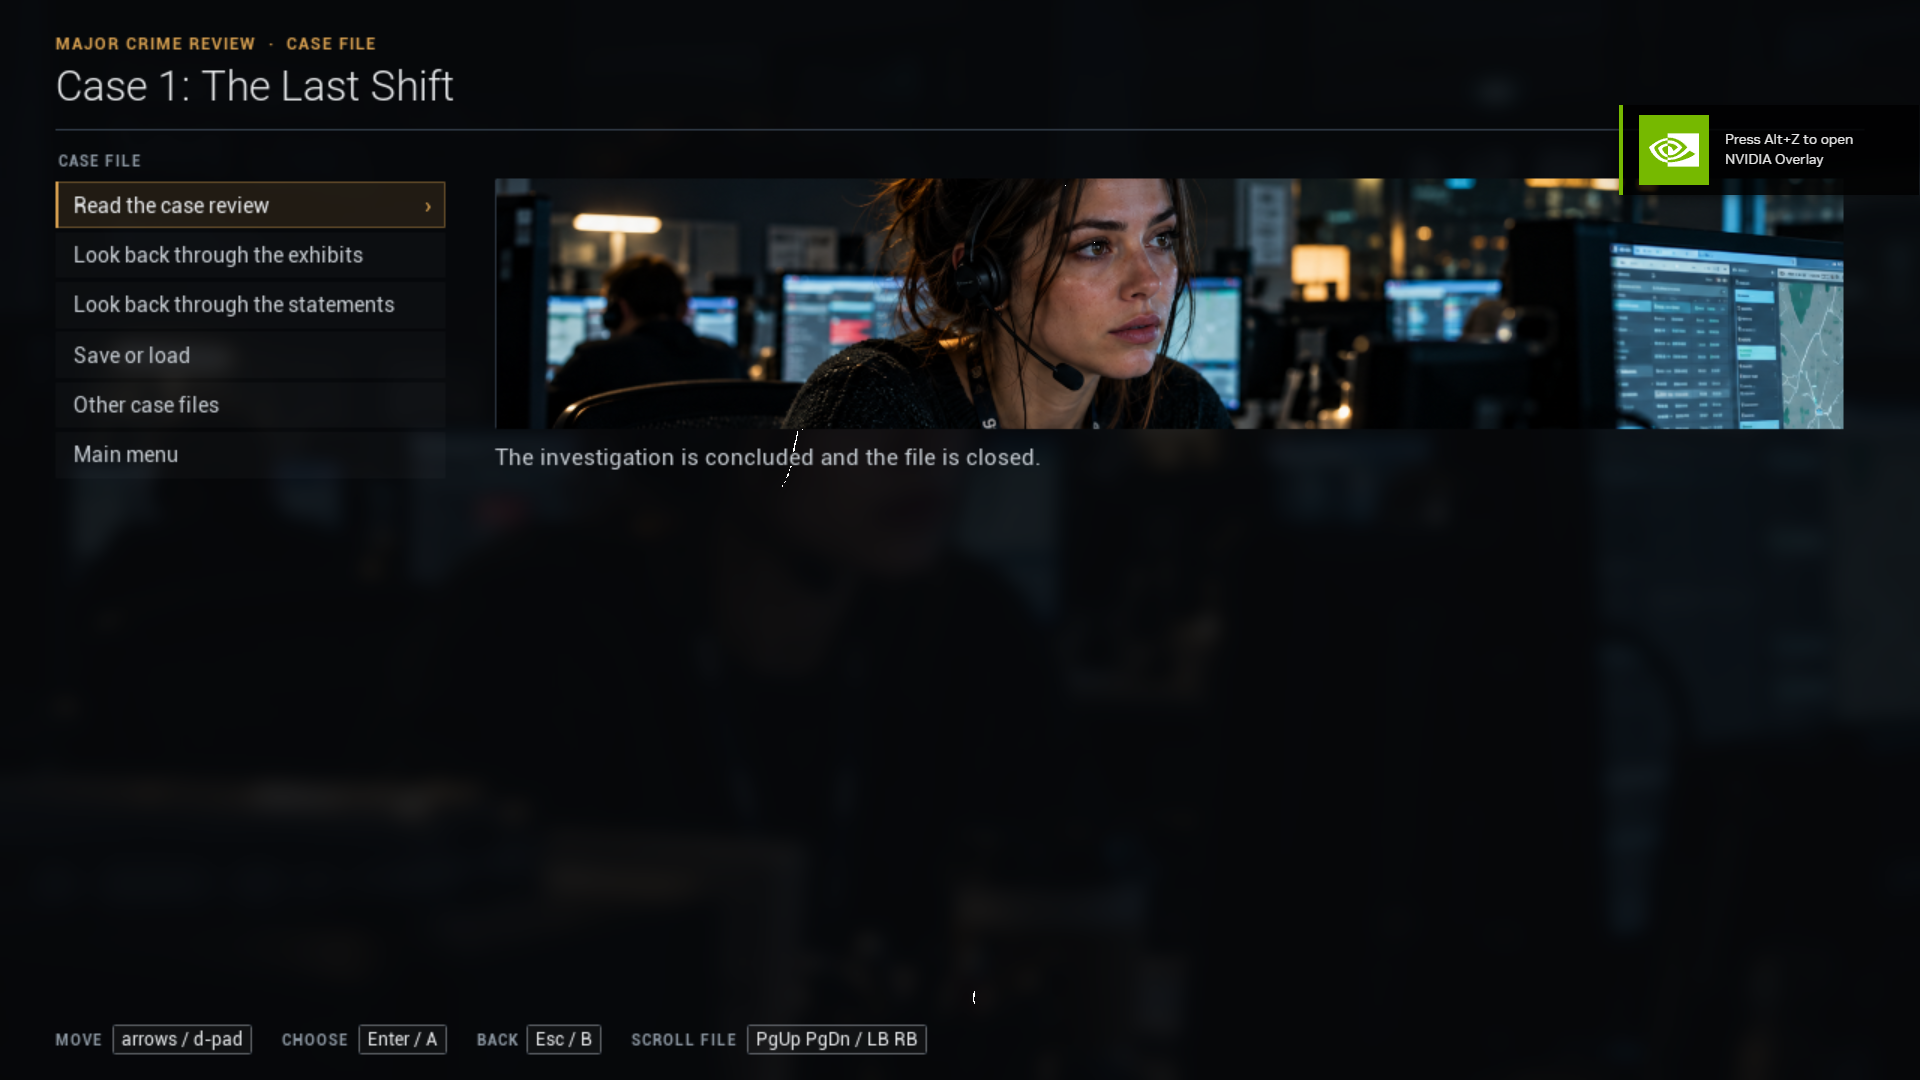 MAJOR CRIME REVIEW · CASE FILE
Case 1: The Last Shift
Press Alt+Z to open
NVIDIA Overlay
CASE FILE
Read the case review ›
Look back through the exhibits
Look back through the statements
Save or load
Other case files
Main menu
The investigation is concluded and the file is closed.
MOVE arrows / d-pad CHOOSE Enter / A BACK Esc / B SCROLL FILE PgUp PgDn / LB RB